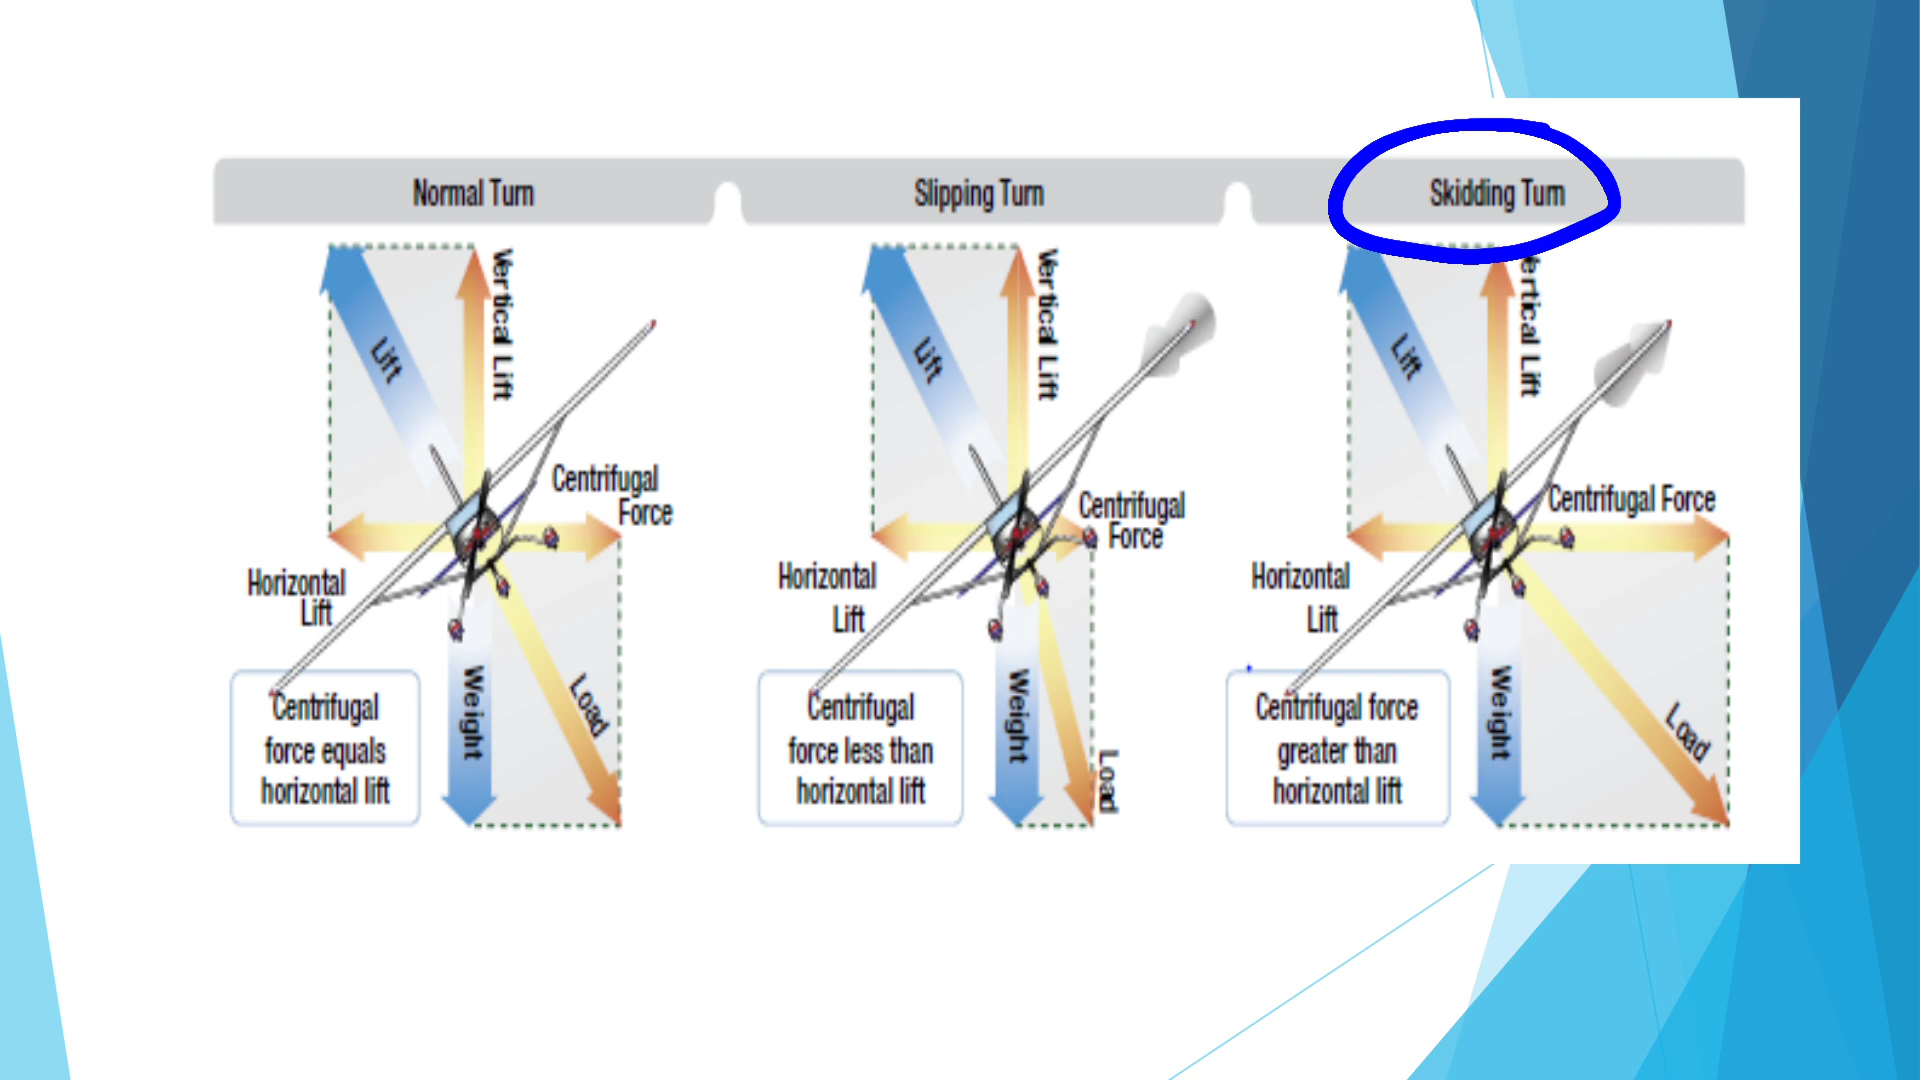 Normal Turn
Slipping Turn
Skidding Turn
Lift
Vertical Lift
Centrifugal
Force
Horizontal
Lift
Weight
Load
Centrifugal
force equals
horizontal lift
Lift
Vertical Lift
Centrifugal
Force
Horizontal
Lift
Weight
Load
Centrifugal
force less than
horizontal lift
Lift
Vertical Lift
Centrifugal Force
Horizontal
Lift
Weight
Load
Centrifugal force
greater than
horizontal lift